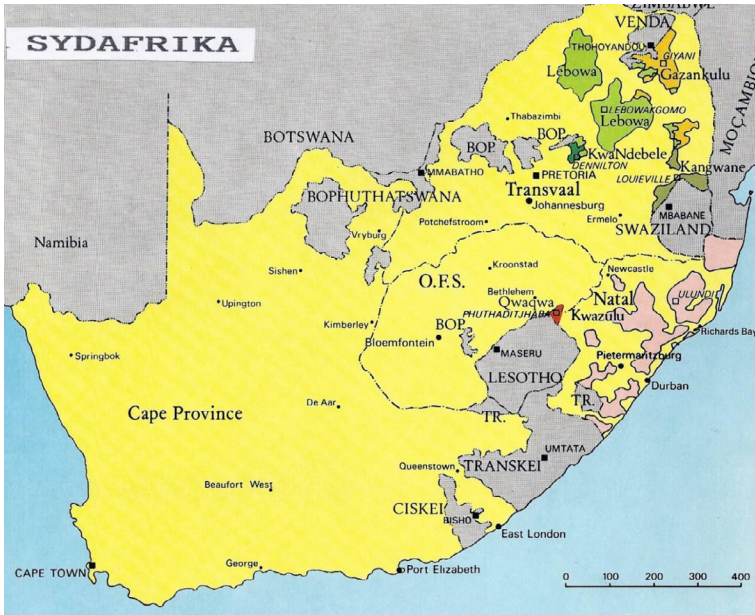 ZIMBABWE
SYDAFRIKA
VENDA
THOHOYANDOU
GIYANI
Gazankulu
Lebowa
LEBOWAKGOMO
Lebowa
MOÇAMBIQUE
Thabazimbi
BOTSWANA
BOP.
BOP.
KwaNdebele
DENNILTON
Kangwane
LOUIEVILLE
MMABATHO
PRETORIA
BOPHUTHATSWANA
Transvaal
Johannesburg
MBABANE
Potchefstroom
Ermelo
SWAZILAND
Vryburg
Namibia
Sishen
Kroonstad
Newcastle
O.F.S.
Bethlehem
Natal
ULUNDI
Upington
Qwaqwa
PHUTHADITJHABA
Kwazulu
Kimberley
BOP.
Richards Bay
Bloemfontein
Springbok
MASERU
Pietermaritzburg
LESOTHO
Durban
De Aar
TR.
Cape Province
TR.
UMTATA
Queenstown
TRANSKEI
Beaufort West
CISKEI
BISHO
East London
George
Port Elizabeth
CAPE TOWN
0 100 200 300 400